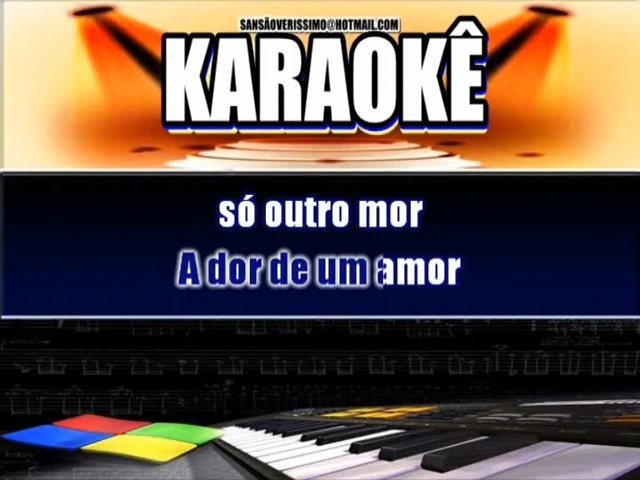 SANSÃOVERISSIMO@HOTMAIL.COM
KARAOKÊ
só outro mor
A dor de um amor